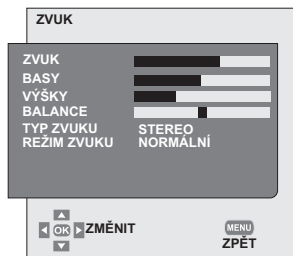 ZVUK
ZVUK
BASY
VÝŠKY
BALANCE
TYP ZVUKU STEREO
REŽIM ZVUKU NORMÁLNÍ
OK ZMĚNIT
MENU
ZPĚT